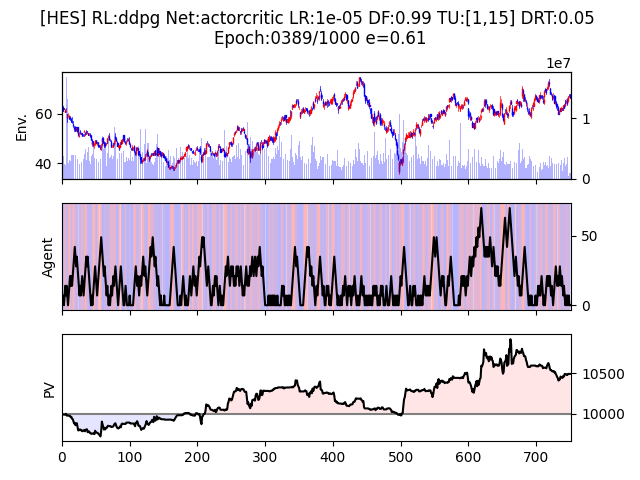 [HES] RL:ddpg Net:actorcritic LR:1e-05 DF:0.99 TU:[1,15] DRT:0.05
Epoch:0389/1000 e=0.61
1e7
60
40
Env.
1
0
Agent
50
0
PV
10500
10000
0 100 200 300 400 500 600 700